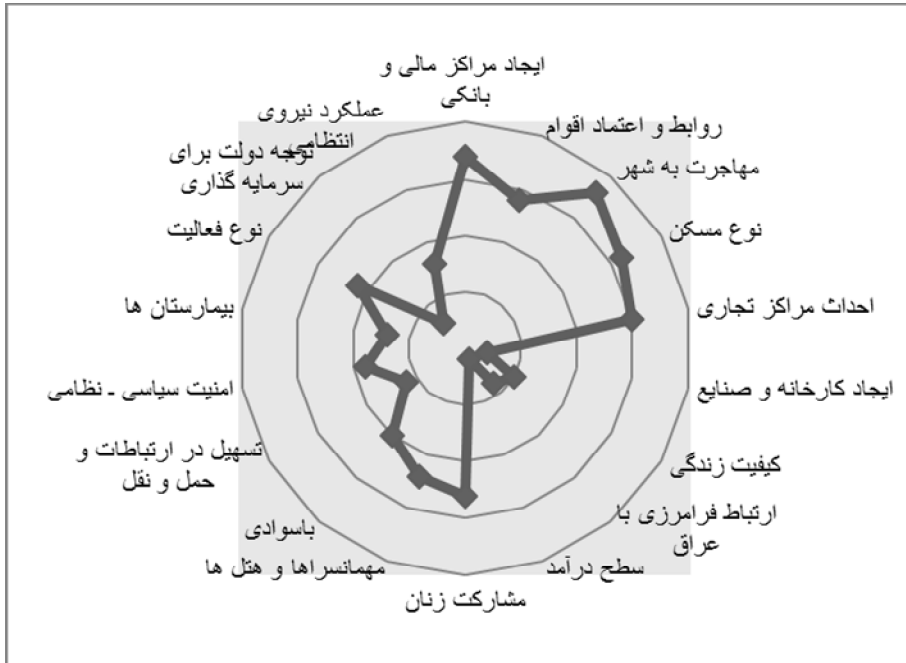 ایجاد مراکز مالی و
بانکی
روابط و اعتماد اقوام
مهاجرت به شهر
نوع مسکن
احداث مراکز تجاری
ایجاد کارخانه و صنایع
کیفیت زندگی
ارتباط فرامرزی با
عراق
سطح درآمد
مشارکت زنان
مهمانسراها و هتل ها
باسوادی
تسهیل در ارتباطات و
حمل و نقل
امنیت سیاسی ـ نظامی
بیمارستان ها
نوع فعالیت
توجه دولت برای
سرمایه گذاری
عملکرد نیروی
انتظامی